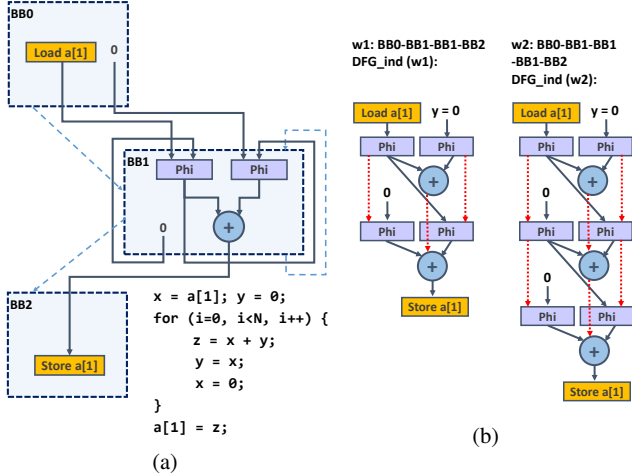 BB0
Load a[1]
0
BB1
Phi
Phi
0
+
BB2
Store a[1]
x = a[1]; y = 0;
for (i=0, i<N, i++) {
z = x + y;
y = x;
x = 0;
}
a[1] = z;
(a)
w1: BB0-BB1-BB1-BB2
DFG_ind (w1):
Load a[1]
y = 0
Phi
Phi
+
0
Phi
Phi
+
Store a[1]
w2: BB0-BB1-BB1
-BB1-BB2
DFG_ind (w2):
Load a[1]
y = 0
Phi
Phi
+
0
Phi
Phi
+
0
Phi
Phi
+
Store a[1]
(b)